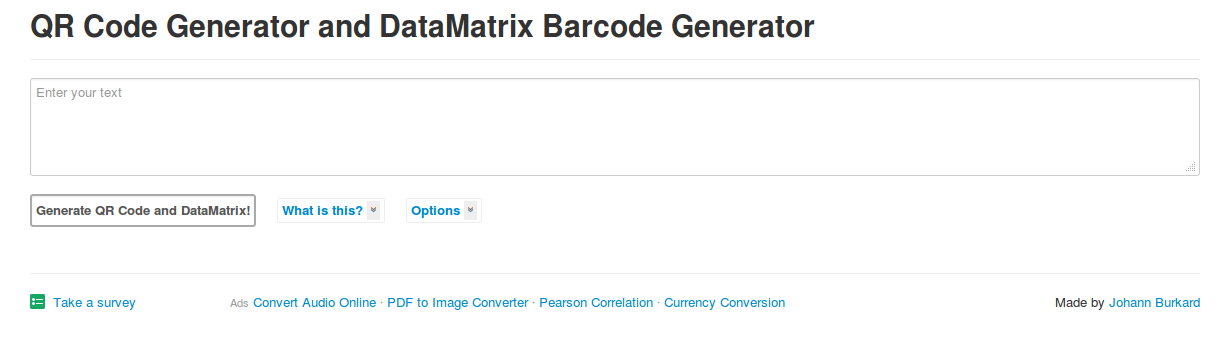 QR Code Generator and DataMatrix Barcode Generator
Enter your text
Generate QR Code and DataMatrix! What is this? Options
Take a survey Ads Convert Audio Online · PDF to Image Converter · Pearson Correlation · Currency Conversion Made by Johann Burkard